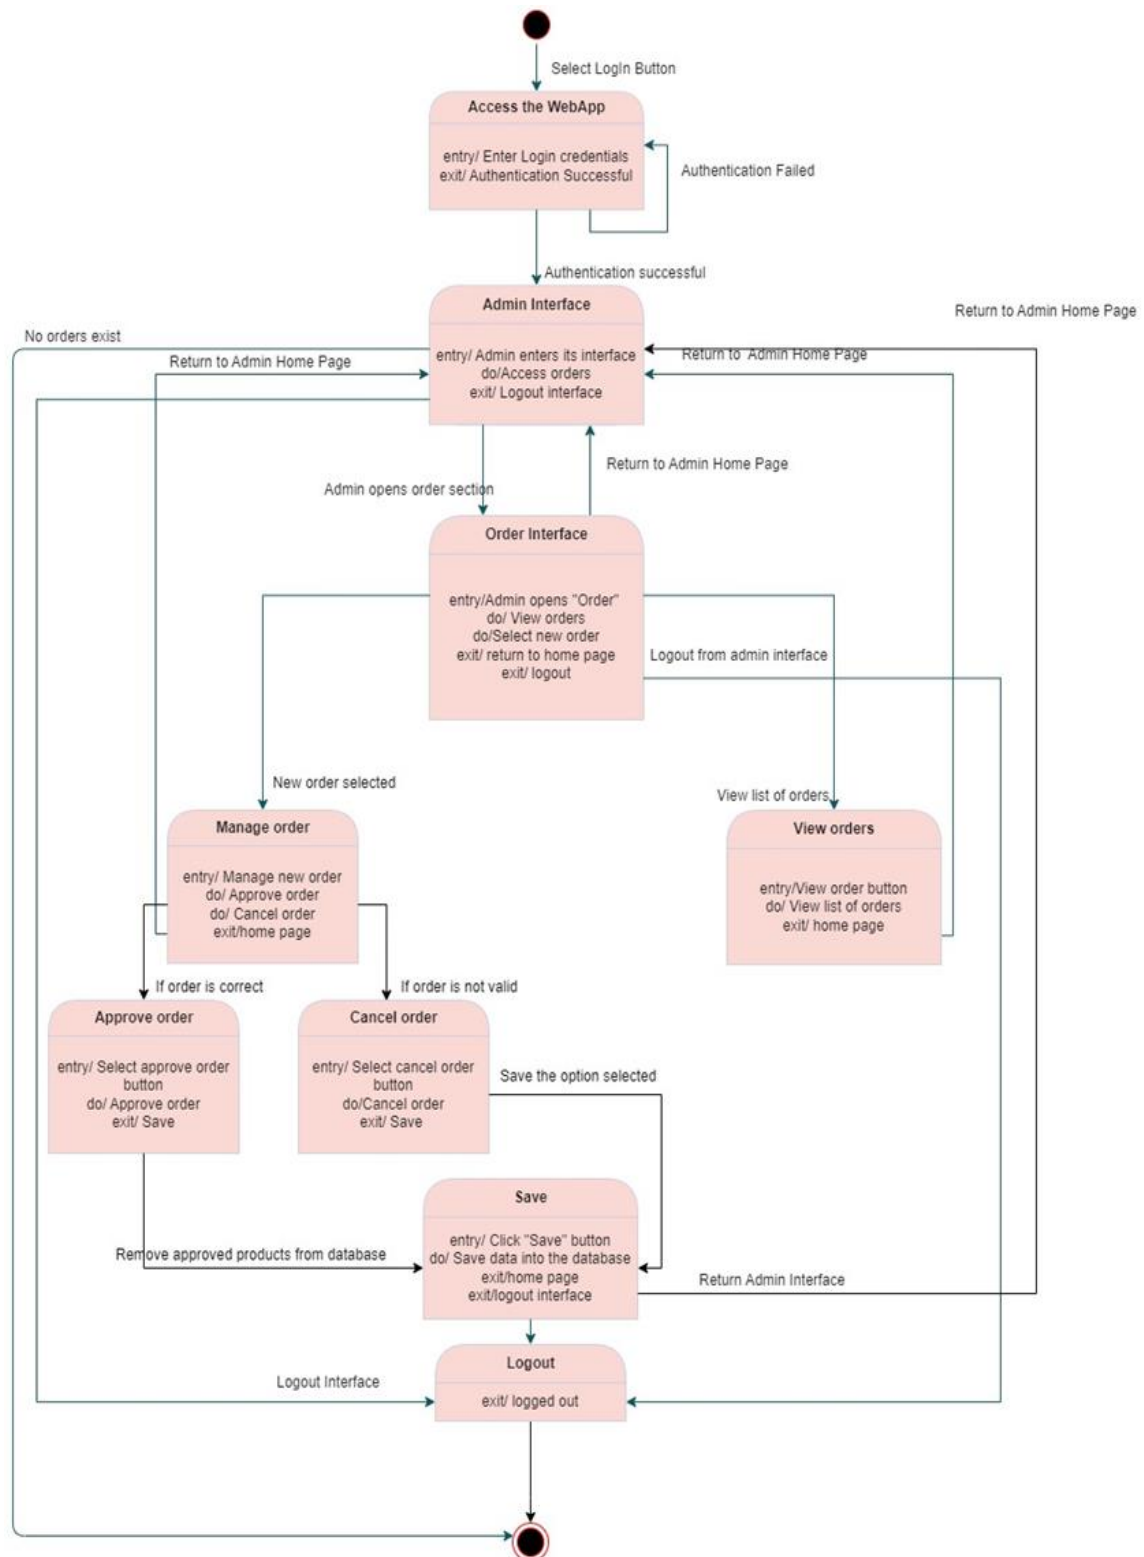 Select LogIn Button
Access the WebApp
entry/ Enter Login credentials
exit/ Authentication Successful
Authentication Failed
Authentication successful
Admin Interface
entry/ Admin enters its interface
do/Access orders
exit/ Logout interface
No orders exist
Return to Admin Home Page
Return to Admin Home Page
Return to Admin Home Page
Return to Admin Home Page
Admin opens order section
Order Interface
entry/Admin opens "Order"
do/ View orders
do/Select new order
exit/ return to home page
exit/ logout
Logout from admin interface
New order selected
View list of orders
Manage order
entry/ Manage new order
do/ Approve order
do/ Cancel order
exit/home page
View orders
entry/View order button
do/ View list of orders
exit/ home page
If order is correct
If order is not valid
Approve order
entry/ Select approve order
button
do/ Approve order
exit/ Save
Cancel order
entry/ Select cancel order
button
do/Cancel order
exit/ Save
Save the option selected
Remove approved products from database
Save
entry/ Click "Save" button
do/ Save data into the database
exit/home page
exit/logout interface
Return Admin Interface
Logout
exit/ logged out
Logout Interface